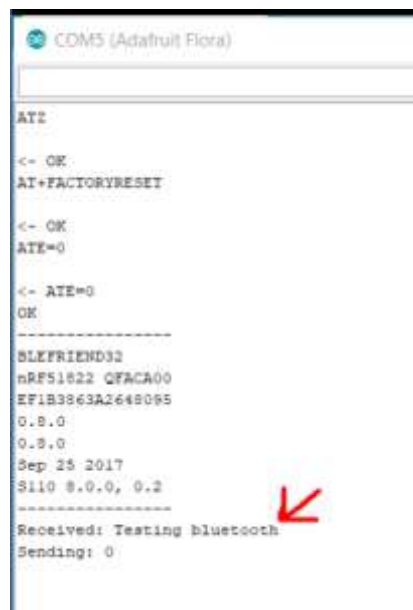 COM5 (Adafruit Flora)
ATZ
<- OK
AT+FACTORYRESET
<- OK
ATE=0
<- ATE=0
OK
----------------
BLEFRIEND32
nRF51822 QFACA00
EF1B3863A2648095
0.8.0
0.8.0
Sep 25 2017
S110 8.0.0, 0.2
----------------
Received: Testing bluetooth
Sending: 0